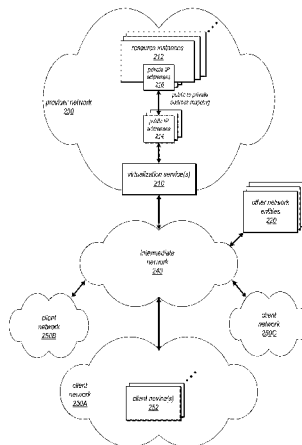 resource instances
212
private IP
addresses
216
public to private
address mapping
provider network
200
public IP
addresses
214
virtualization service(s)
210
other network
entities
220
intermediate
network
240
client
network
250B
client
network
250C
client
network
250A
client device(s)
252